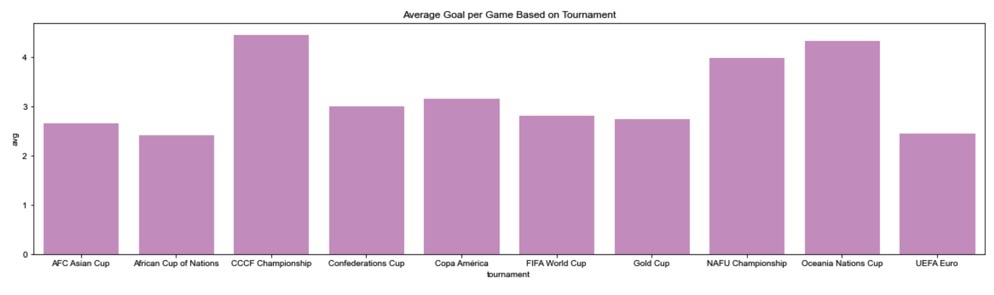 Average Goal per Game Based on Tournament
avg
4
3
2
1
0
AFC Asian Cup African Cup of Nations CCCF Championship Confederations Cup Copa América FIFA World Cup Gold Cup NAFU Championship Oceania Nations Cup UEFA Euro
tournament